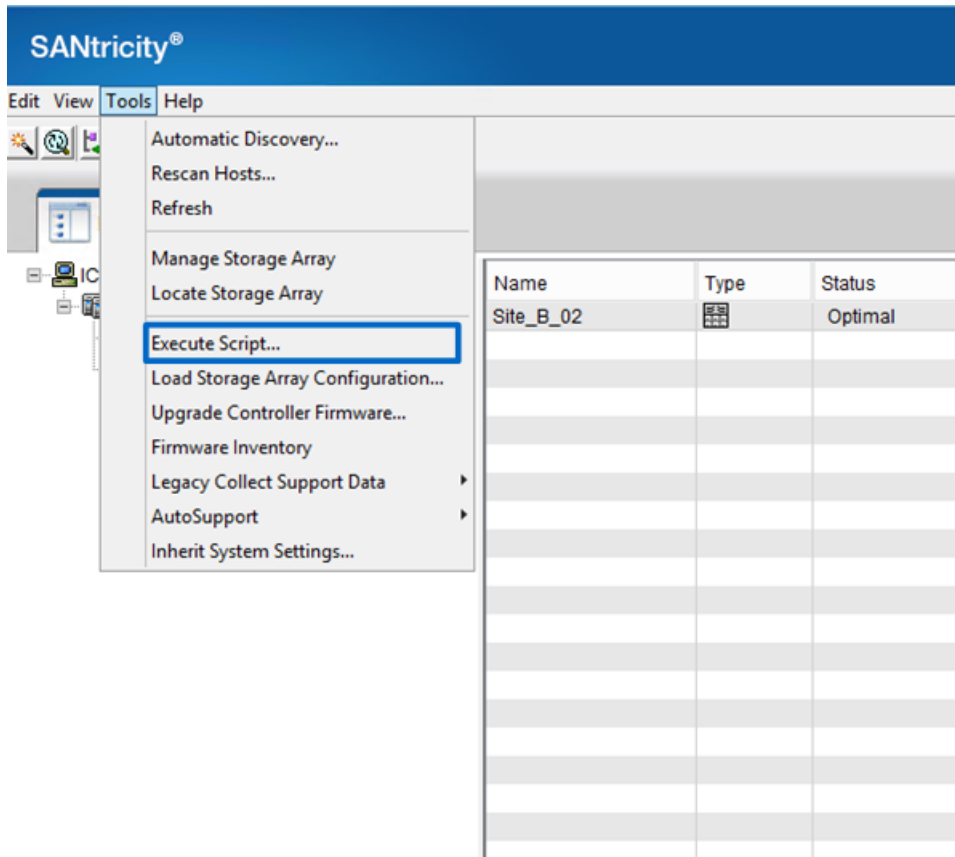 SANtricity®
Edit View Tools Help
Automatic Discovery...
Rescan Hosts...
Refresh
Manage Storage Array
Locate Storage Array
Execute Script...
Load Storage Array Configuration...
Upgrade Controller Firmware...
Firmware Inventory
Legacy Collect Support Data
AutoSupport
Inherit System Settings...
IC
Name Type Status
Site_B_02 Optimal